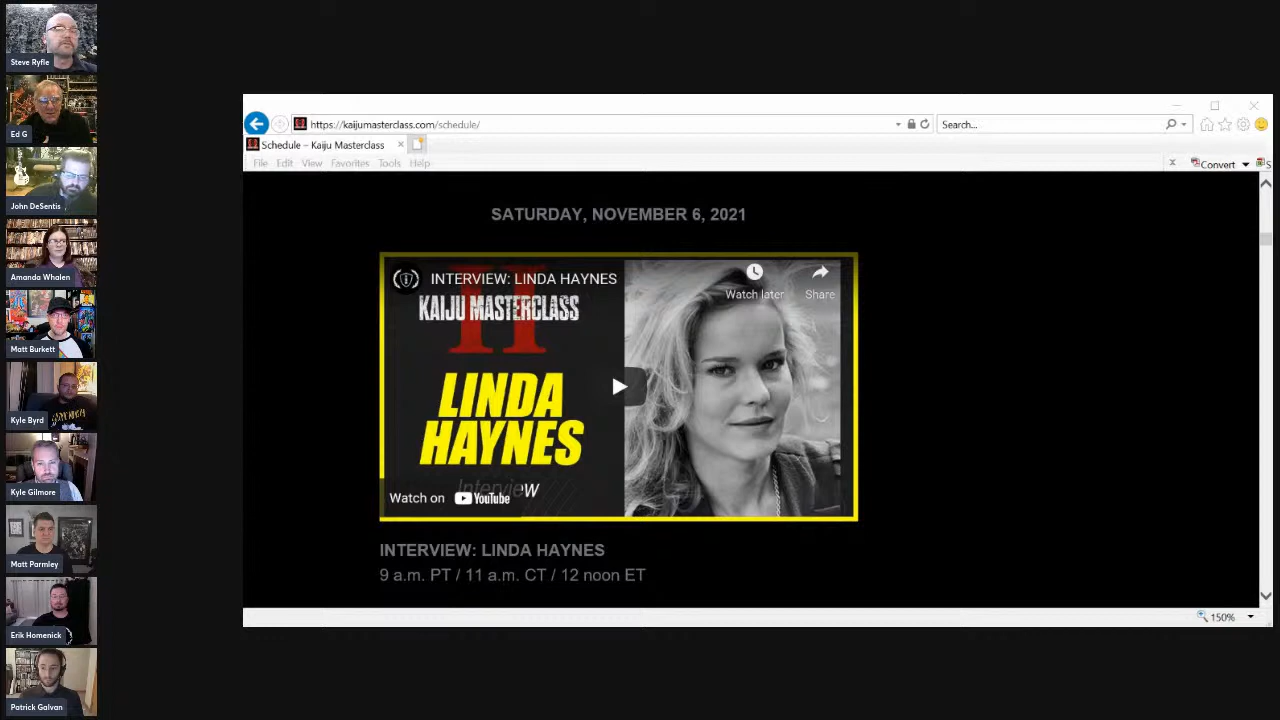 Steve Ryfle
Ed G
John DeSentis
Amanda Whalen
Matt Burkett
Kyle Byrd
Kyle Gilmore
Matt Parmley
Erik Homenick
Patrick Galvan
https://kaijumasterclass.com/schedule/
Search...
Schedule – Kaiju Masterclass
File Edit View Favorites Tools Help
x Convert S
SATURDAY, NOVEMBER 6, 2021
INTERVIEW: LINDA HAYNES
Watch later Share
II
KAIJU MASTERCLASS
LINDA
HAYNES
Interview
Watch on YouTube
INTERVIEW: LINDA HAYNES
9 a.m. PT / 11 a.m. CT / 12 noon ET
150%